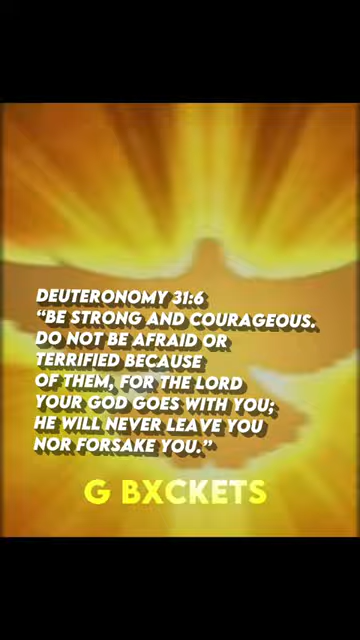 DEUTERONOMY 31:6
“BE STRONG AND COURAGEOUS.
DO NOT BE AFRAID OR
TERRIFIED BECAUSE
OF THEM, FOR THE LORD
YOUR GOD GOES WITH YOU;
HE WILL NEVER LEAVE YOU
NOR FORSAKE YOU.”
G BXCKETS